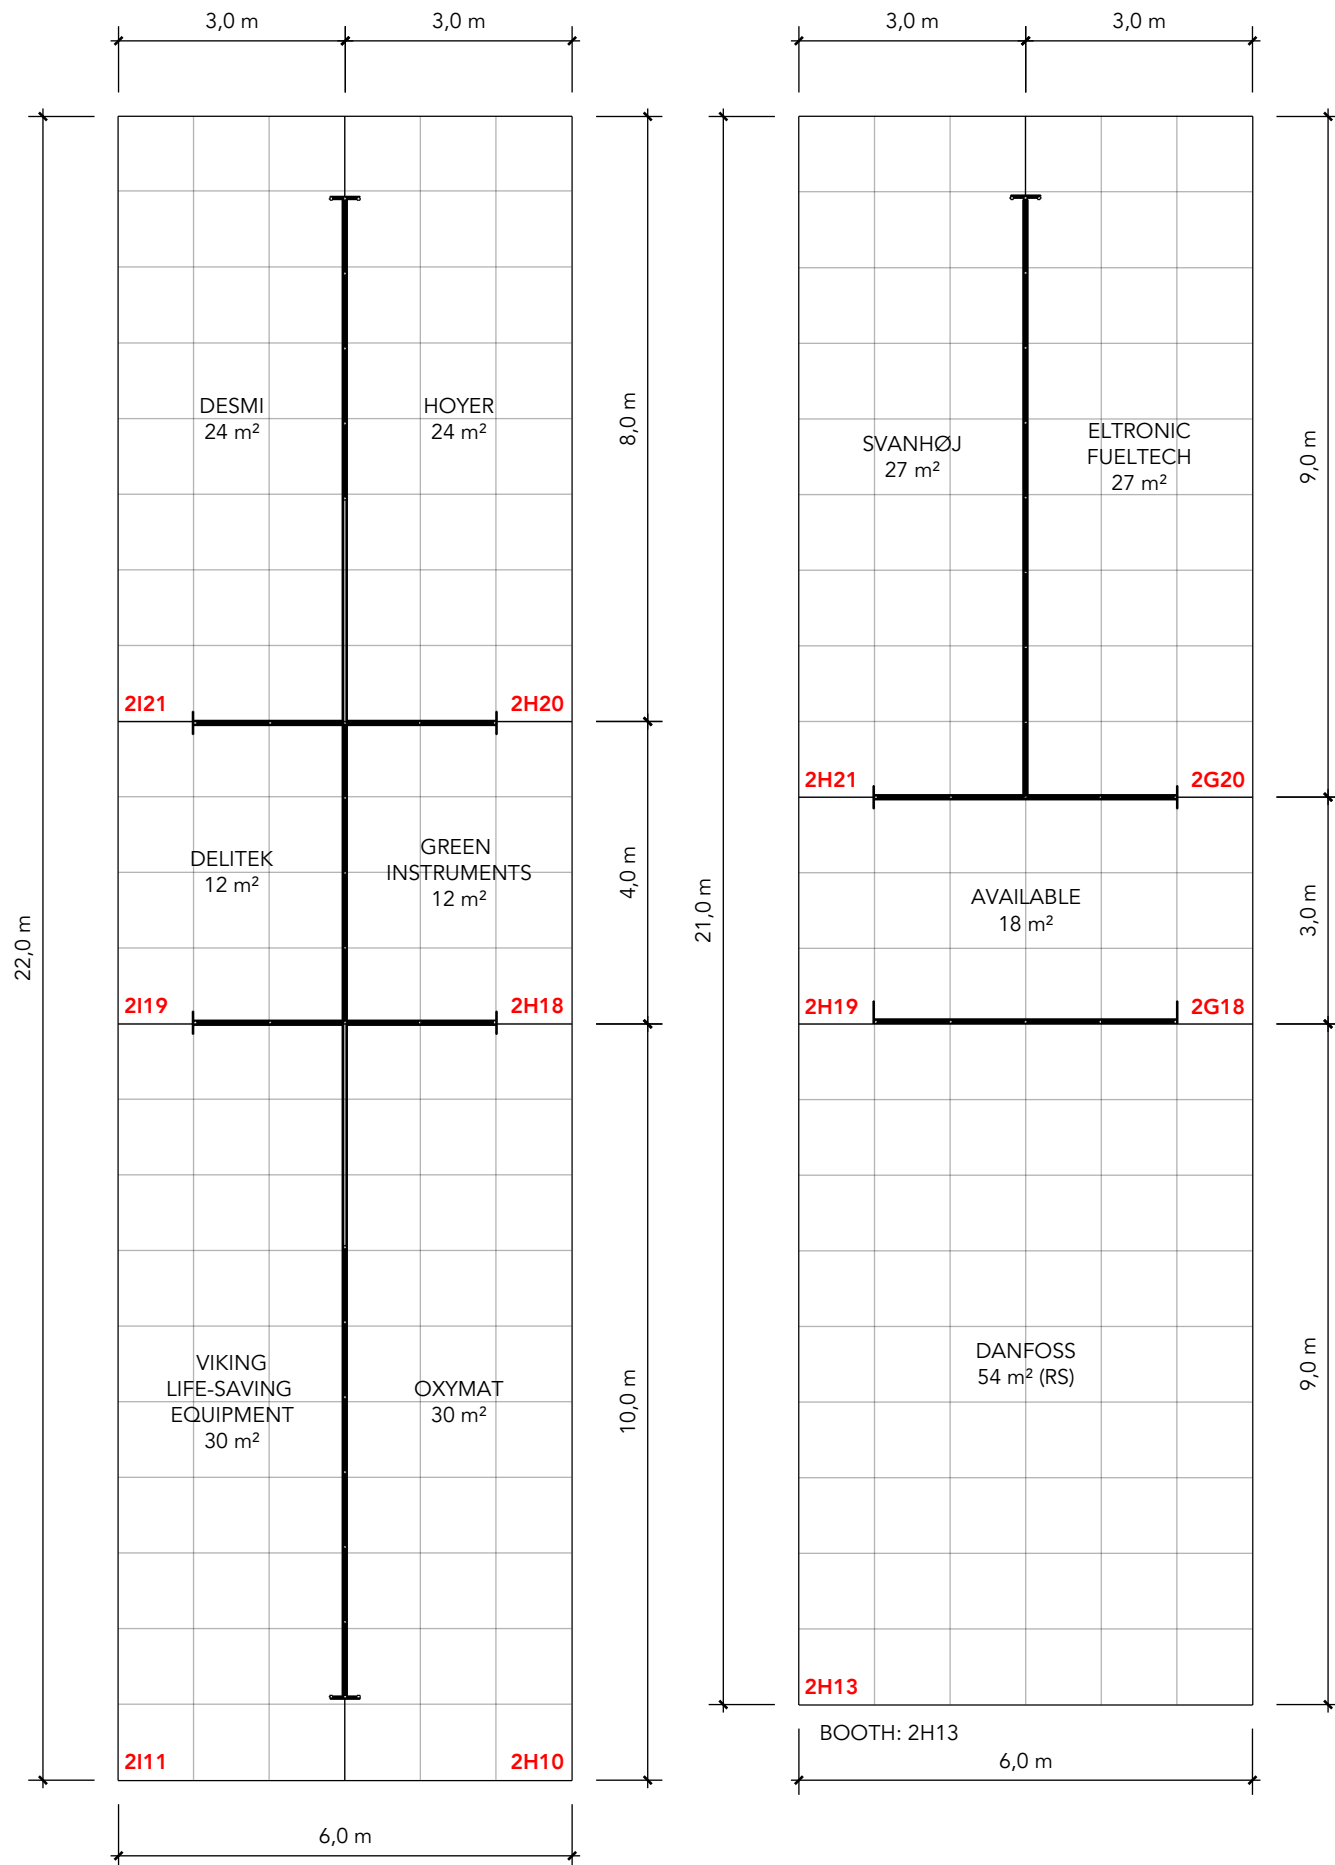 3,0 m
3,0 m
3,0 m
3,0 m
DESMI
24 m²
HOYER
24 m²
8,0 m
SVANHØJ
27 m²
ELTRONIC
FUELTECH
27 m²
9,0 m
2I21
2H20
2H21
2G20
DELITEK
12 m²
GREEN
INSTRUMENTS
12 m²
4,0 m
22,0 m
21,0 m
AVAILABLE
18 m²
3,0 m
2I19
2H18
2H19
2G18
VIKING
LIFE-SAVING
EQUIPMENT
30 m²
OXYMAT
30 m²
10,0 m
DANFOSS
54 m² (RS)
9,0 m
2H13
BOOTH: 2H13
6,0 m
2I11
2H10
6,0 m